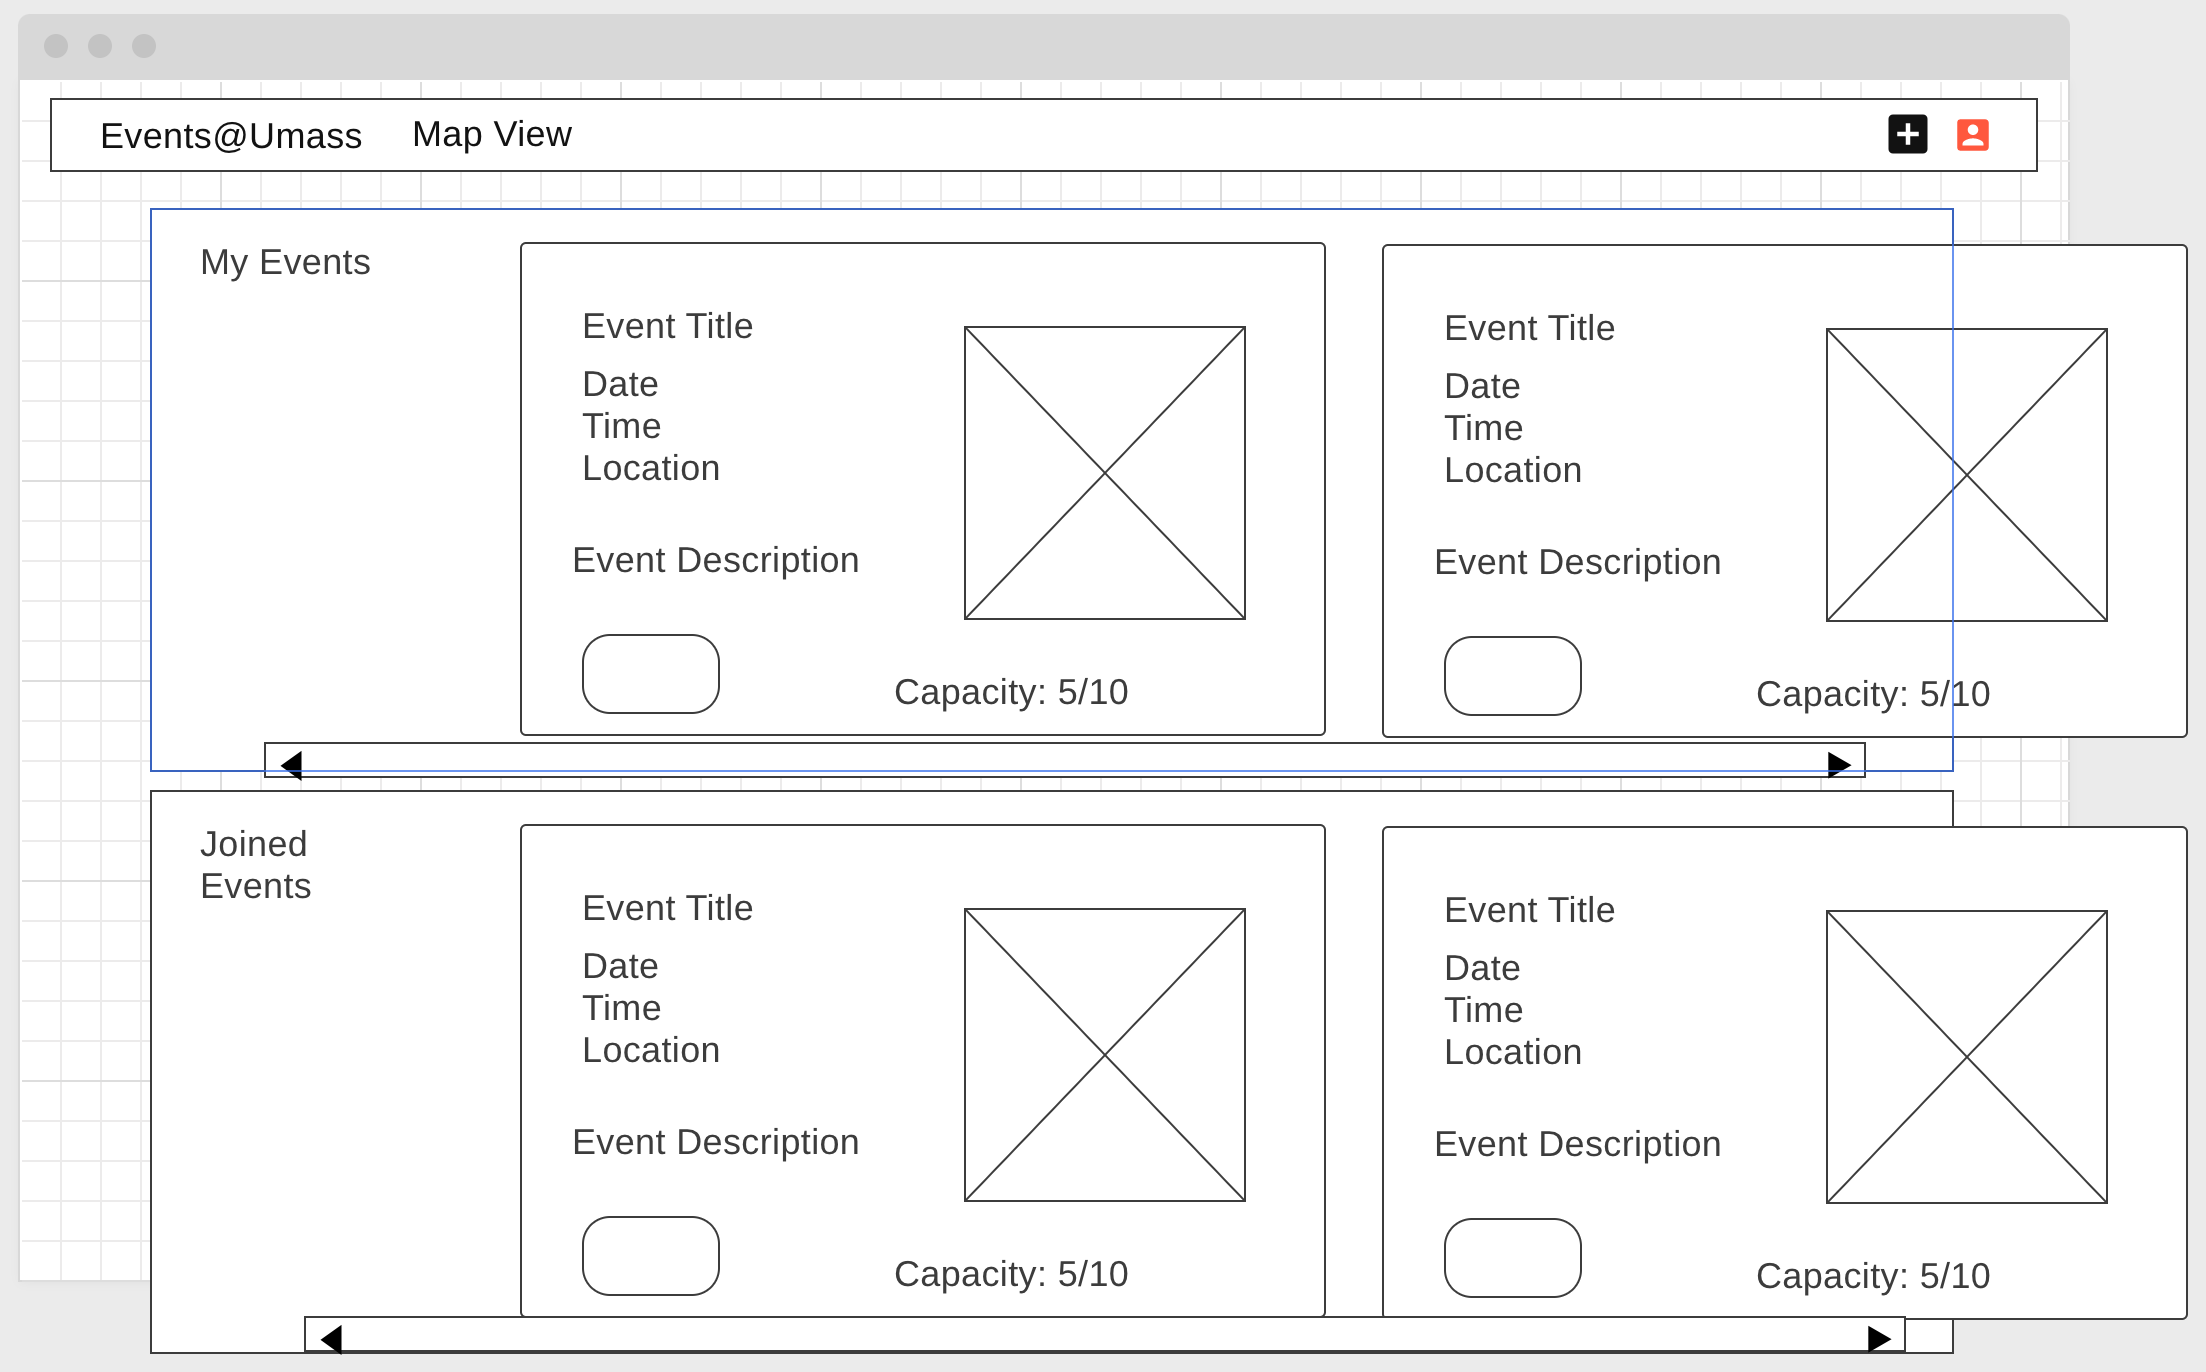 Events@Umass Map View
My Events
Event Title
Date
Time
Location
Event Description
Capacity: 5/10
Event Title
Date
Time
Location
Event Description
Capacity: 5/10
Joined
Events
Event Title
Date
Time
Location
Event Description
Capacity: 5/10
Event Title
Date
Time
Location
Event Description
Capacity: 5/10